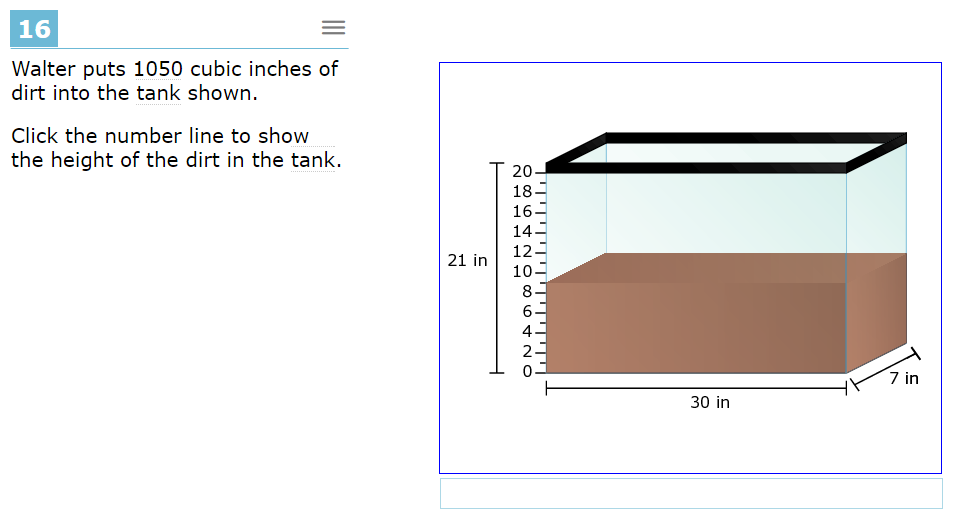 16
Walter puts 1050 cubic inches of
dirt into the tank shown.
Click the number line to show
the height of the dirt in the tank.
21 in
20
18
16
14
12
10
8
6
4
2
0
7 in
30 in